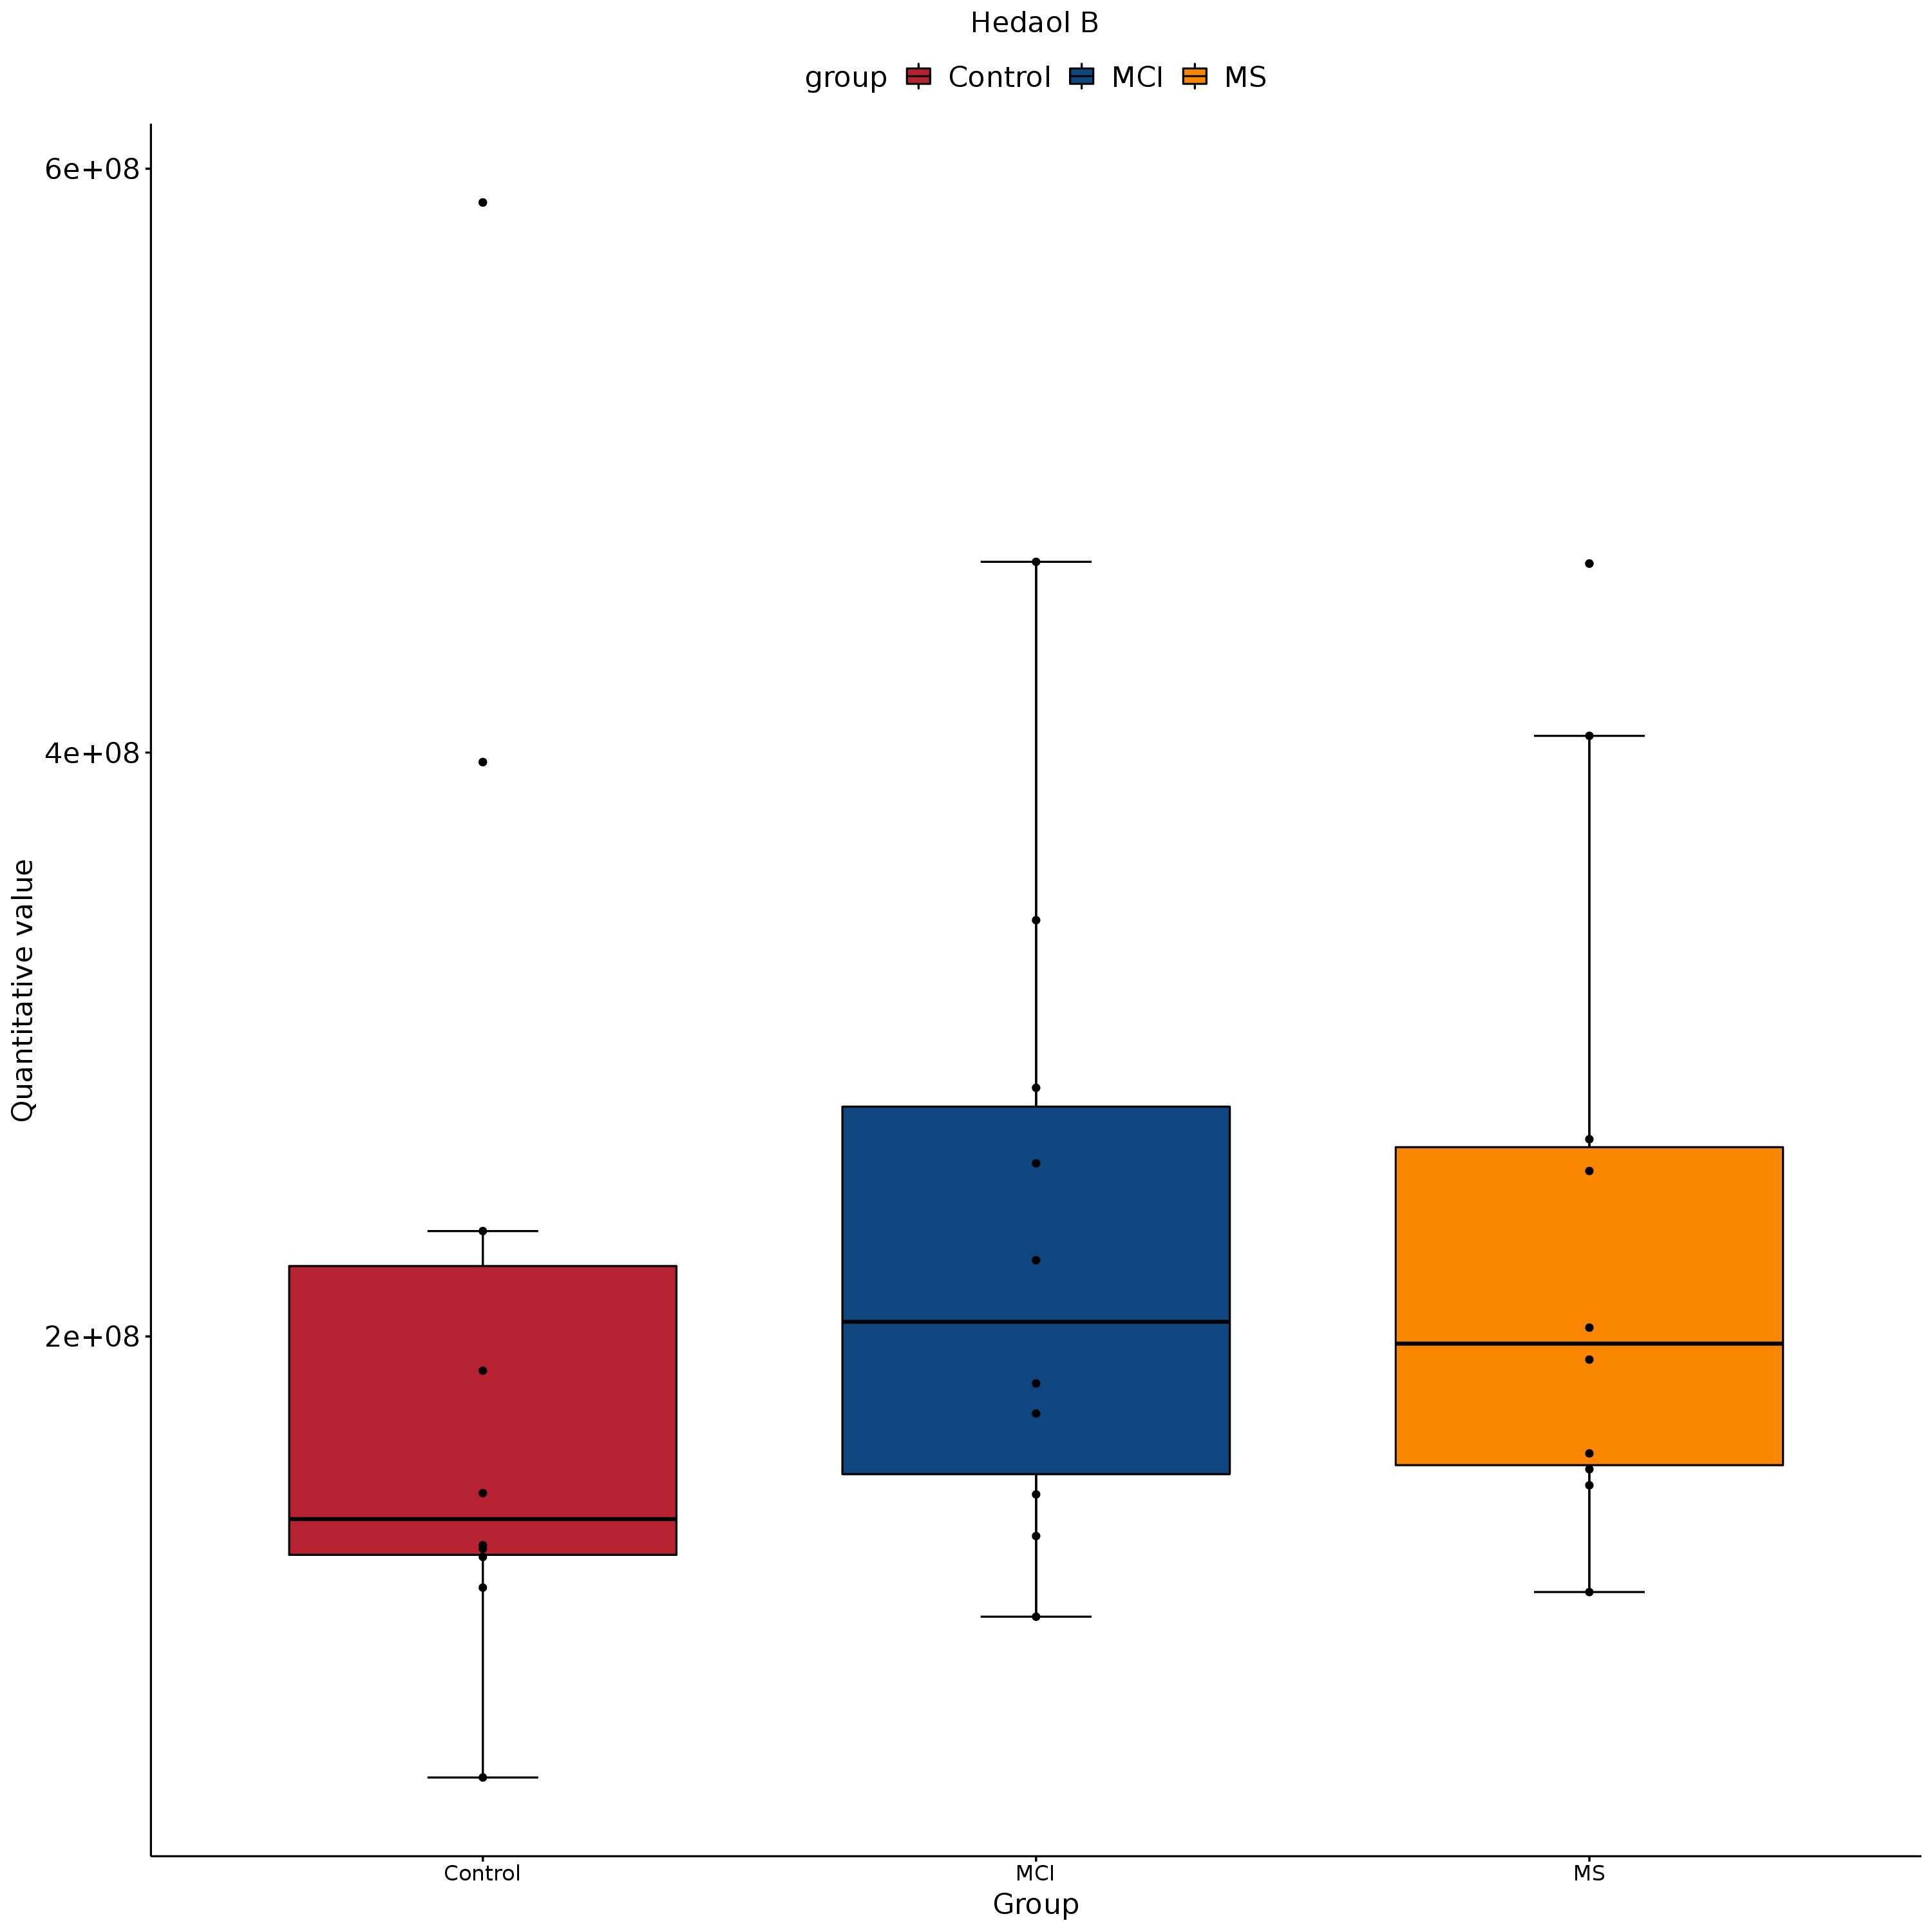 Hedaol B
group Control MCI MS
6e+08
4e+08
2e+08
Quantitative value
Control MCI MS
Group